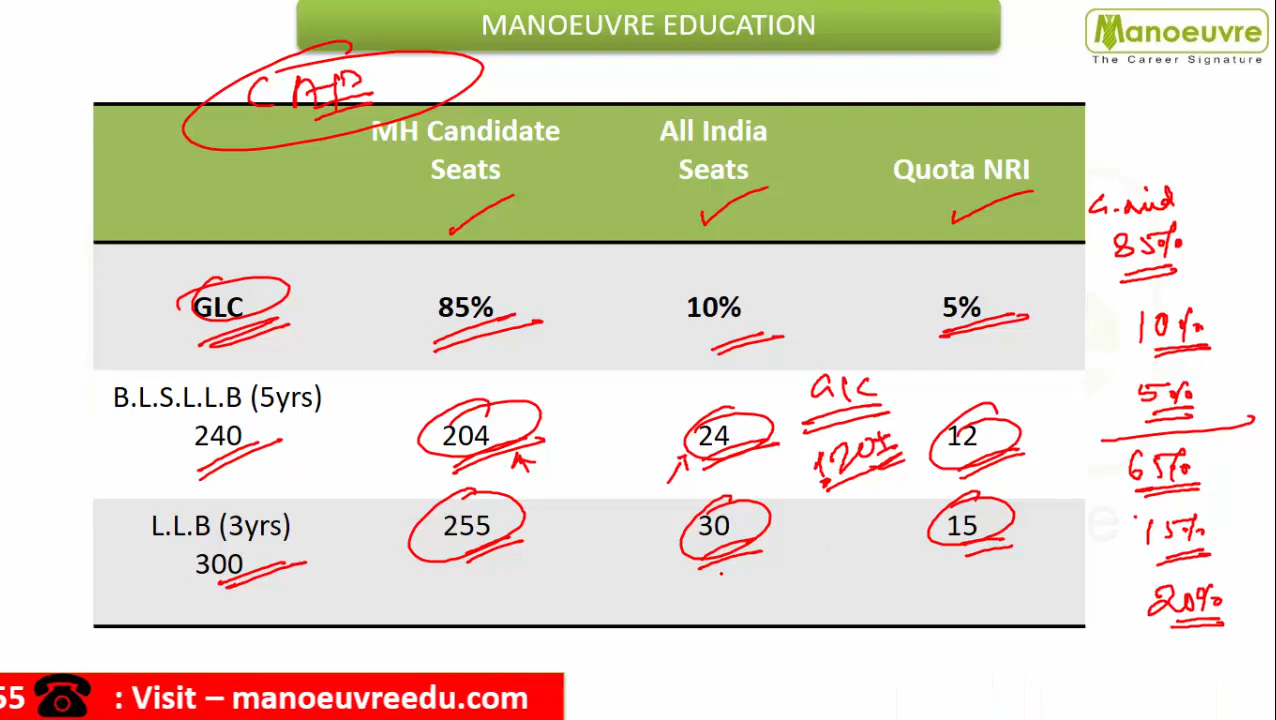 MANOEUVRE EDUCATION
Manoeuvre
The Career Signature
CAP
MH Candidate Seats
All India Seats
Quota NRI
GLC
85%
10%
5%
B.L.S.L.L.B (5yrs)
240
204
24
12
GLC
L.L.B (3yrs)
300
255
30
15
G. aid
85%
10%
5%
65%
15%
20%
55
: Visit – manoeuvreedu.com